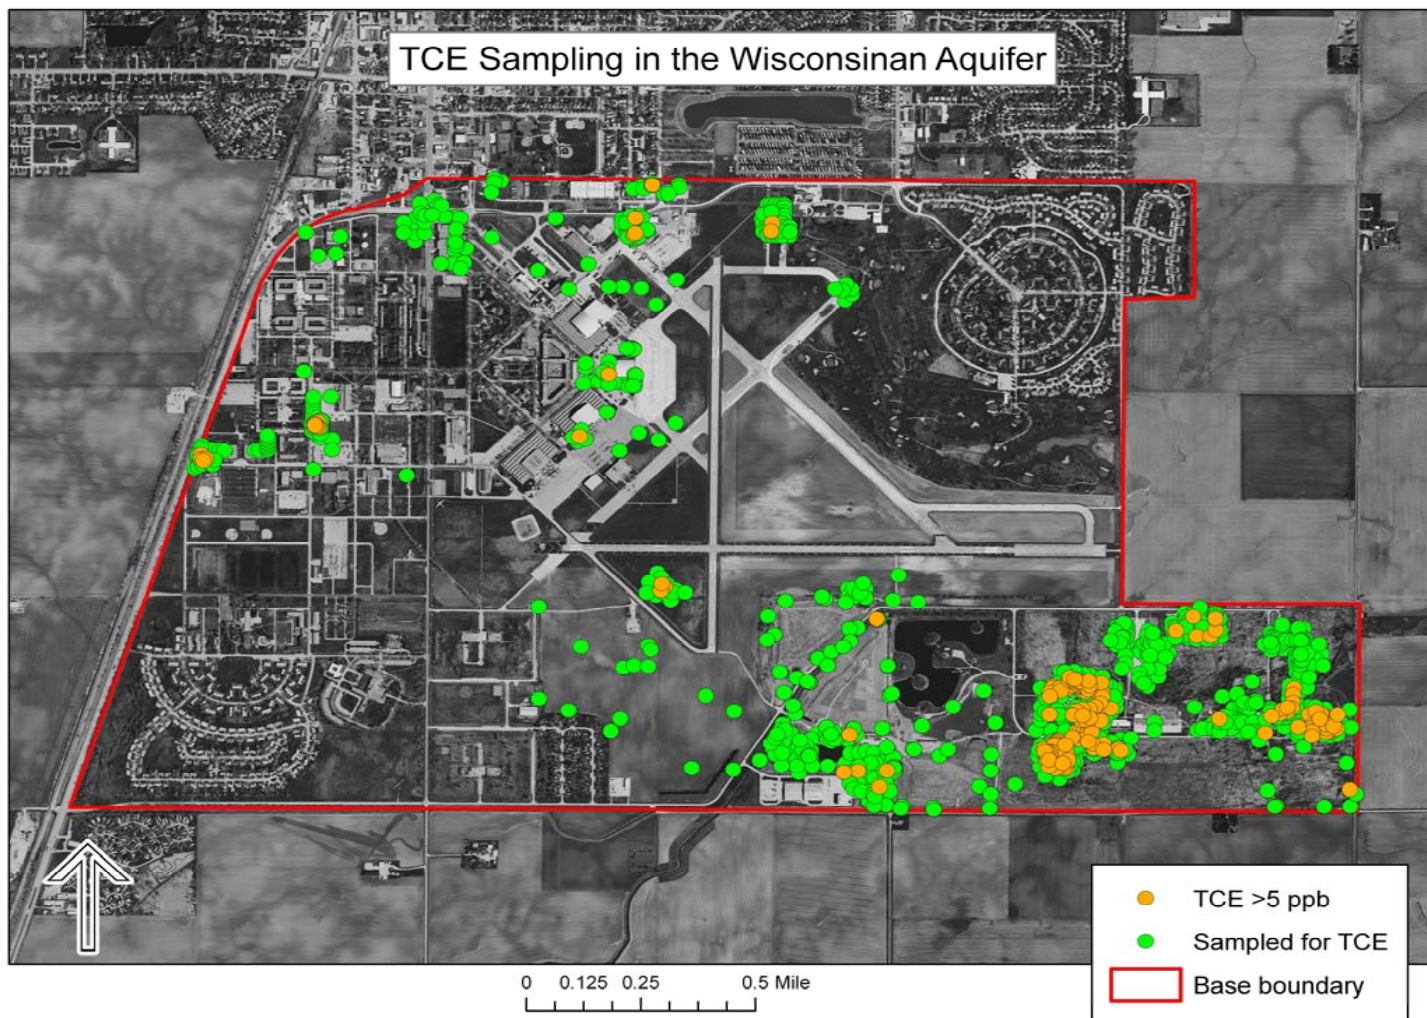 TCE Sampling in the Wisconsinan Aquifer
TCE >5 ppb
Sampled for TCE
Base boundary
0 0.125 0.25 0.5 Mile